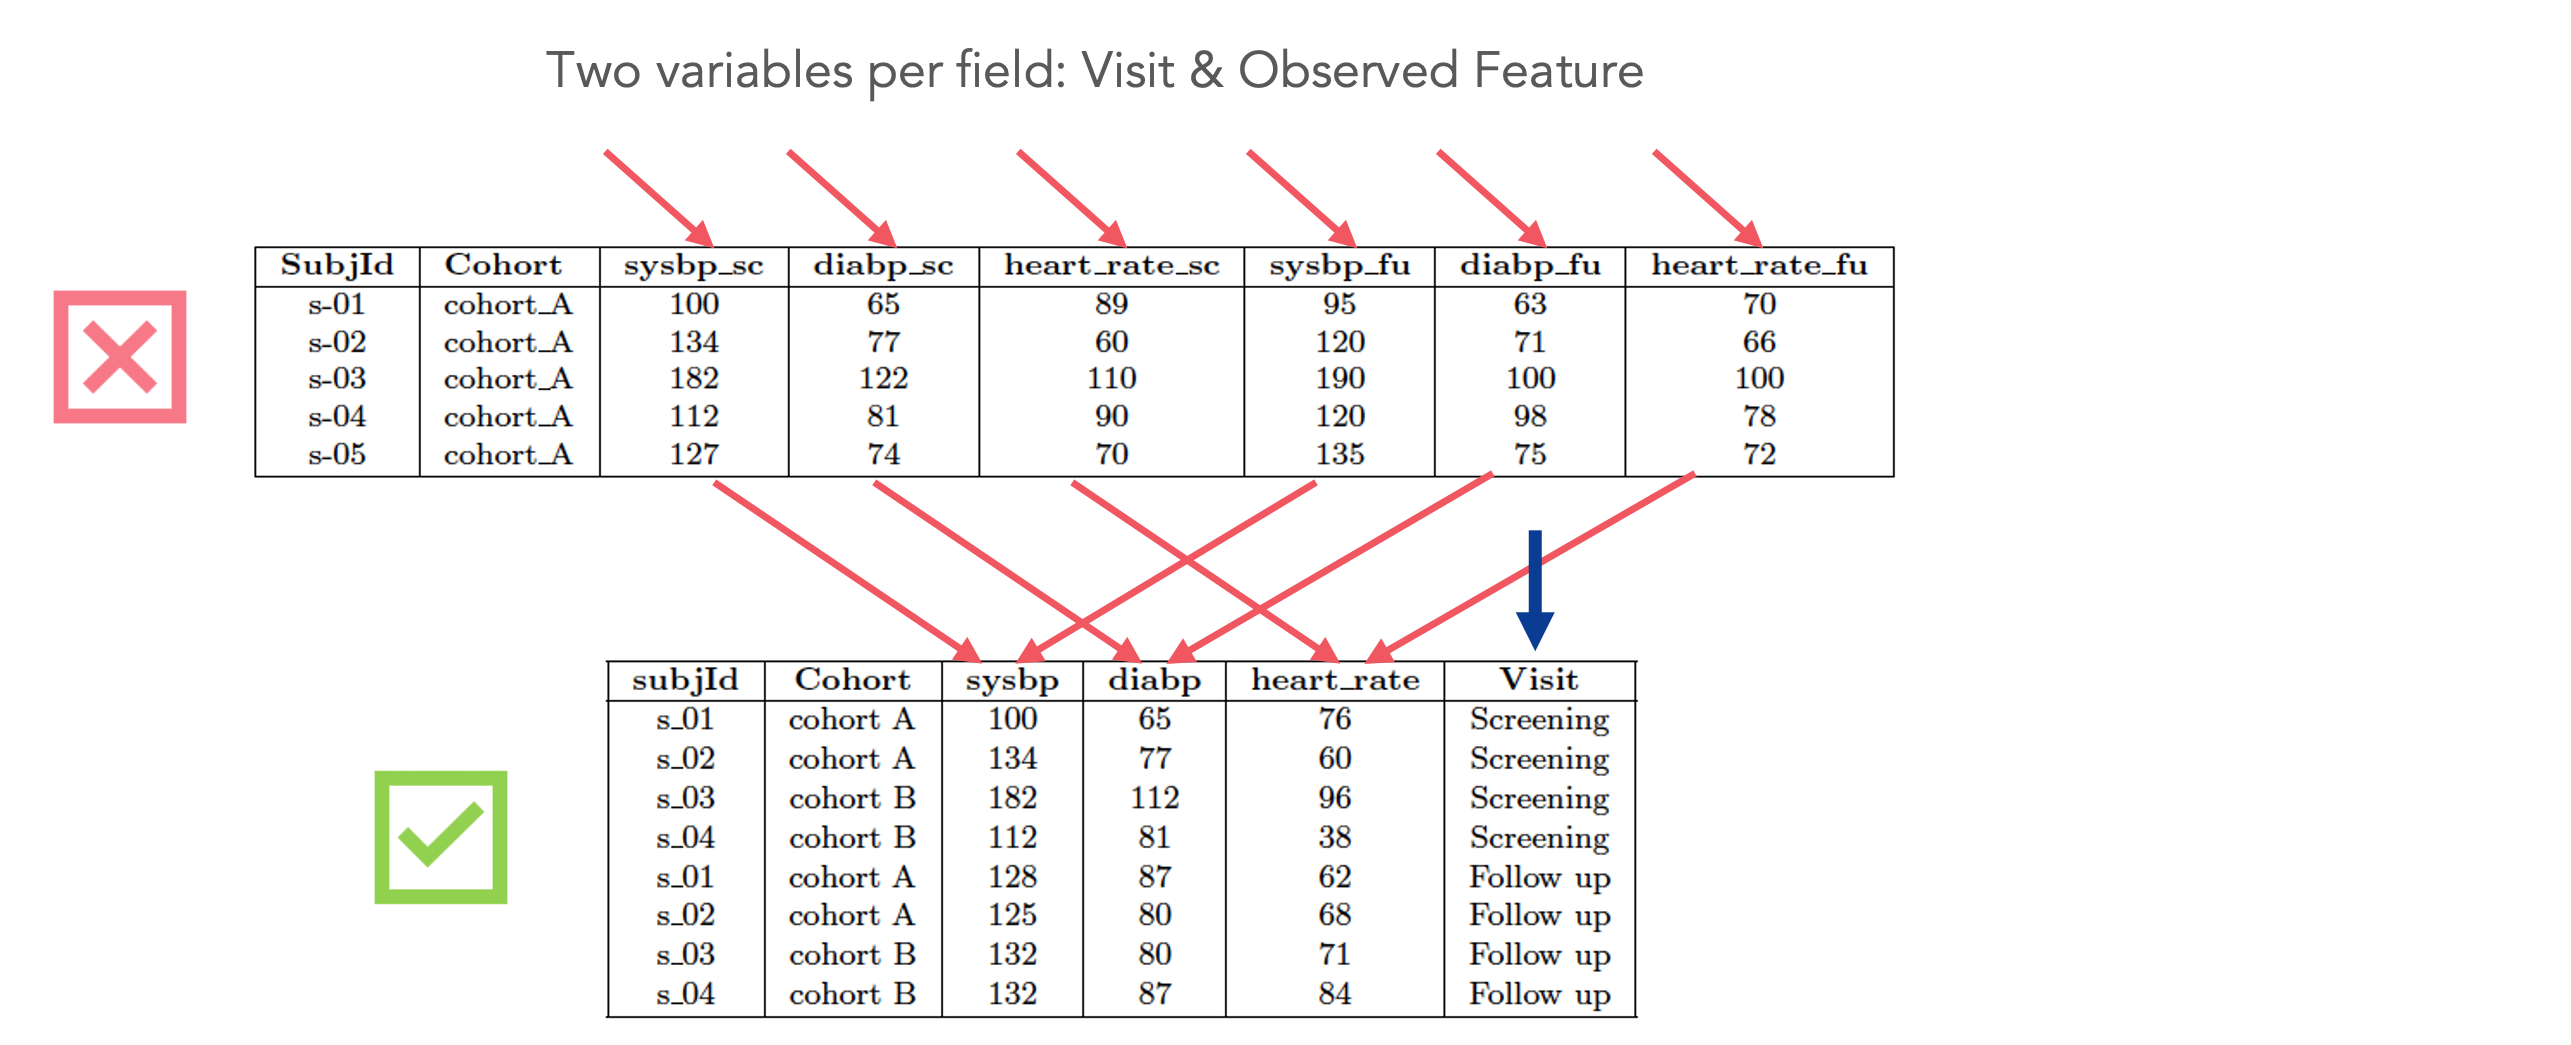 Two variables per field: Visit & Observed Feature
SubjId Cohort sysbp_sc diabp_sc heart_rate_sc sysbp_fu diabp_fu heart_rate_fu
s-01 cohort_A 100 65 89 95 63 70
s-02 cohort_A 134 77 60 120 71 66
s-03 cohort_A 182 122 110 190 100 100
s-04 cohort_A 112 81 90 120 98 78
s-05 cohort_A 127 74 70 135 75 72
subjId Cohort sysbp diabp heart_rate Visit
s_01 cohort A 100 65 76 Screening
s_02 cohort A 134 77 60 Screening
s_03 cohort B 182 112 96 Screening
s_04 cohort B 112 81 38 Screening
s_01 cohort A 128 87 62 Follow up
s_02 cohort A 125 80 68 Follow up
s_03 cohort B 132 80 71 Follow up
s_04 cohort B 132 87 84 Follow up